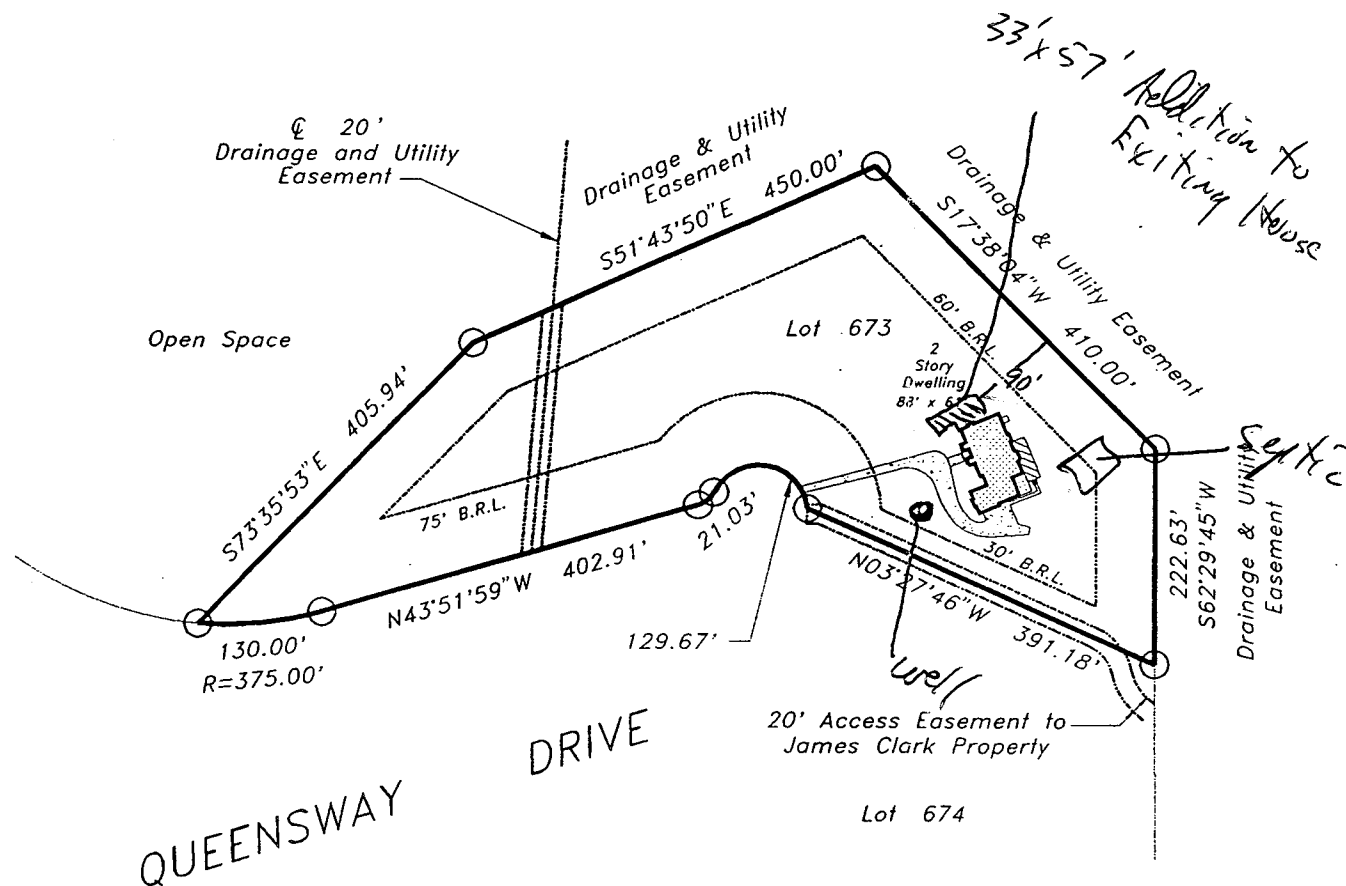 33'x57' Addition to
Exiting House
℄ 20'
Drainage and Utility
Easement
Drainage & Utility
Easement
S51°43'50"E 450.00'
Drainage & Utility Easement
S17°38'04"W 410.00'
Open Space
Lot 673
60' B.R.L.
2
Story
Dwelling
90'
S73°35'53"E 405.94'
75' B.R.L.
Septic
21.03'
N43°51'59"W 402.91'
30' B.R.L.
N03°27'46"W 391.18'
222.63'
S62°29'45"W
Drainage & Utility
Easement
130.00'
R=375.00'
129.67'
well
20' Access Easement to
James Clark Property
QUEENSWAY DRIVE
Lot 674